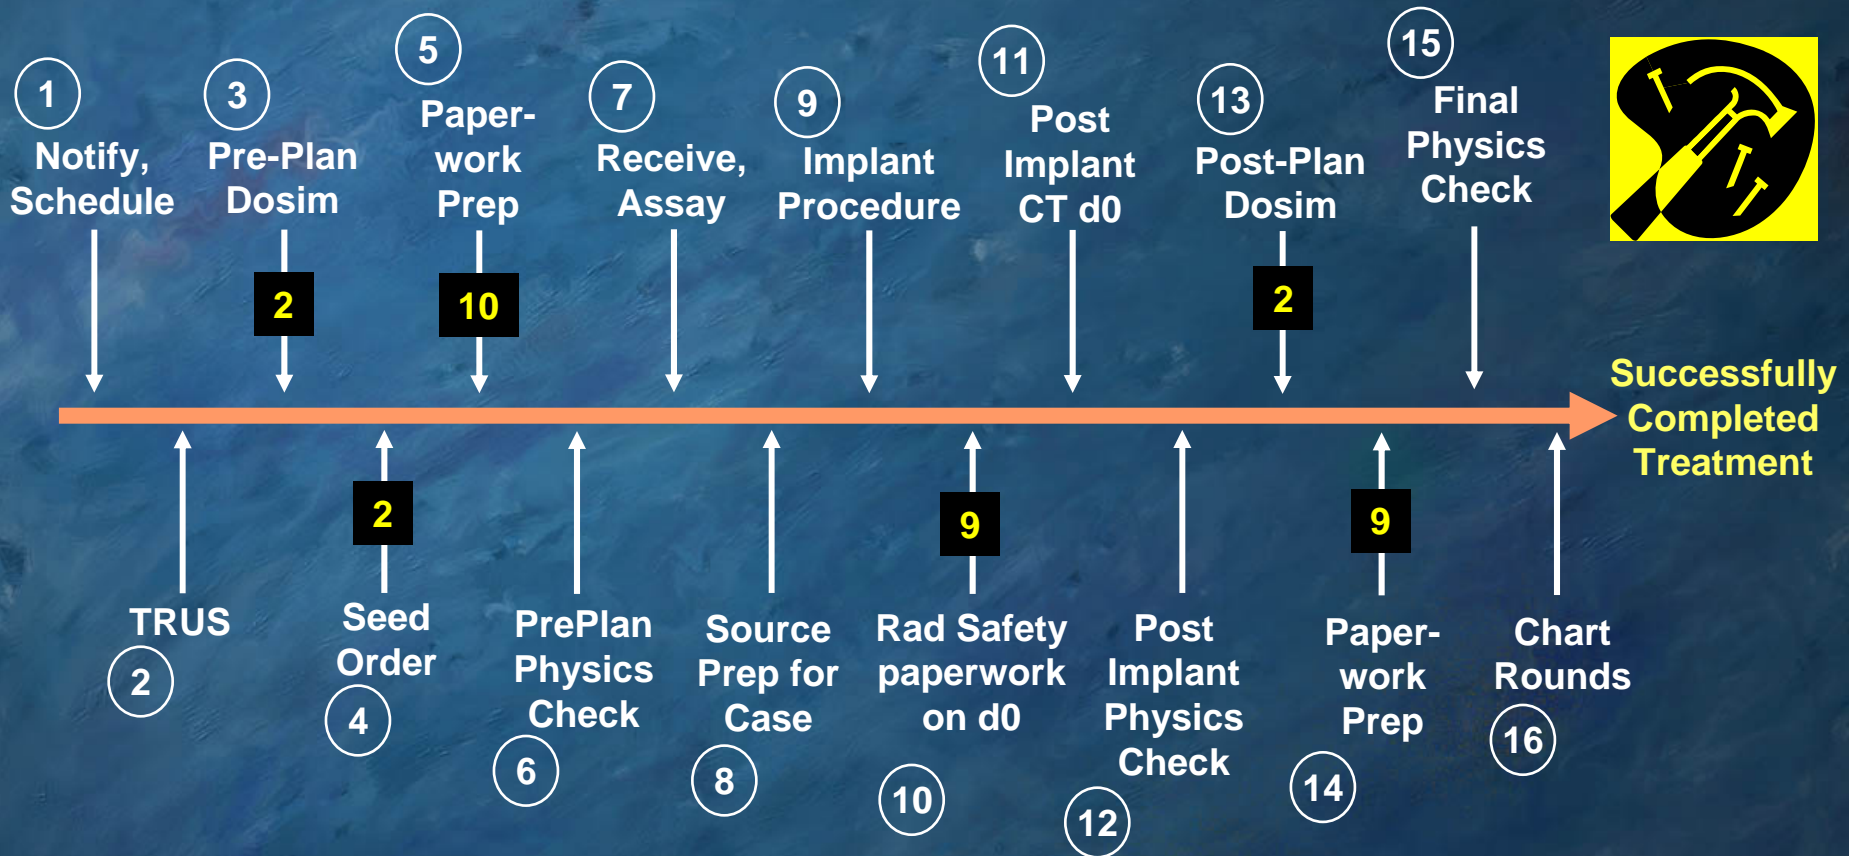 1
Notify,
Schedule
3
Pre-Plan
Dosim
2
5
Paper-
work
Prep
10
7
Receive,
Assay
9
Implant
Procedure
11
Post
Implant
CT d0
13
Post-Plan
Dosim
2
15
Final
Physics
Check
Successfully
Completed
Treatment
TRUS
2
2
Seed
Order
4
PrePlan
Physics
Check
6
Source
Prep for
Case
8
9
Rad Safety
paperwork
on d0
10
Post
Implant
Physics
Check
12
9
Paper-
work
Prep
14
Chart
Rounds
16